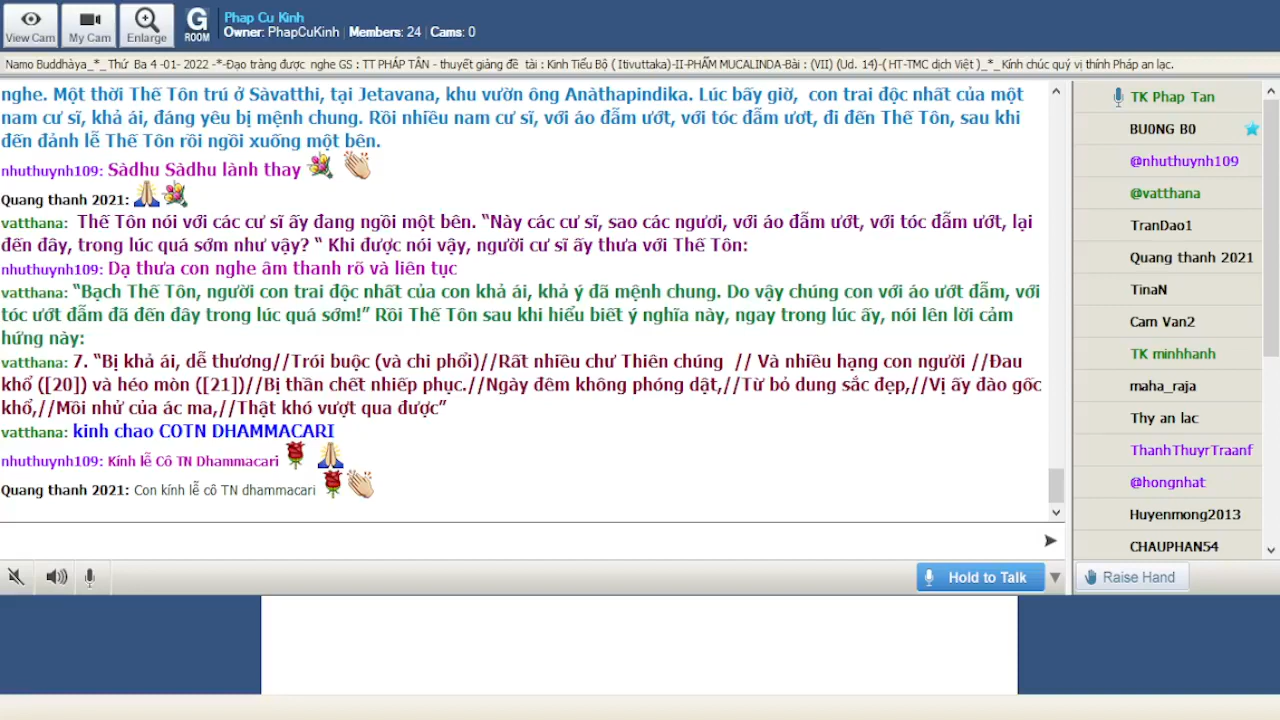 View Cam
My Cam
Enlarge
G
ROOM
Phap Cu Kinh
Owner: PhapCuKinh | Members: 24 | Cams: 0
Namo Buddhàya_*_Thứ Ba 4 -01- 2022 -*-Đạo tràng được nghe GS : TT PHÁP TÂN - thuyết giảng đề tài : Kinh Tiểu Bộ ( Itivuttaka)-II-PHẨM MUCALINDA-Bài : (VII) (Ud. 14)-( HT-TMC dịch Việt )_*_Kính chúc quý vị thính Pháp an lạc.
nghe. Một thời Thế Tôn trú ở Sàvatthi, tại Jetavana, khu vườn ông Anàthapindika. Lúc bấy giờ, con trai độc nhất của một
nam cư sĩ, khả ái, đáng yêu bị mệnh chung. Rồi nhiều nam cư sĩ, với áo đẫm ướt, với tóc đẫm ươt, đi đến Thế Tôn, sau khi
đến đảnh lễ Thế Tôn rồi ngồi xuống một bên.
nhuthuynh109: Sàdhu Sàdhu lành thay
Quang thanh 2021:
vatthana: Thế Tôn nói với các cư sĩ ấy đang ngồi một bên. “Này các cư sĩ, sao các ngươi, với áo đẫm ướt, với tóc đẫm ướt, lại
đến đây, trong lúc quá sớm như vậy? “ Khi được nói vậy, người cư sĩ ấy thưa với Thế Tôn:
nhuthuynh109: Dạ thưa con nghe âm thanh rõ và liên tục
vatthana: “Bạch Thế Tôn, người con trai độc nhất của con khả ái, khả ý đã mệnh chung. Do vậy chúng con với áo ướt đẫm, với
tóc ướt đẫm đã đến đây trong lúc quá sớm!” Rồi Thế Tôn sau khi hiểu biết ý nghĩa này, ngay trong lúc ấy, nói lên lời cảm
hứng này:
vatthana: 7. “Bị khả ái, dễ thương//Trói buộc (và chi phối)//Rất nhiều chư Thiên chúng // Và nhiều hạng con người //Đau
khổ ([20]) và héo mòn ([21])//Bị thần chết nhiếp phục.//Ngày đêm không phóng dật,//Từ bỏ dung sắc đẹp,//Vị ấy đào gốc
khổ,//Mồi nhử của ác ma,//Thật khó vượt qua được”
vatthana: kinh chao COTN DHAMMACARI
nhuthuynh109: Kính lễ Cô TN Dhammacari
Quang thanh 2021: Con kính lễ cô TN dhammacari
Hold to Talk
TK Phap Tan
BU0NG B0
@nhuthuynh109
@vatthana
TranDao1
Quang thanh 2021
TinaN
Cam Van2
TK minhhanh
maha_raja
Thy an lac
ThanhThuyrTraanf
@hongnhat
Huyenmong2013
CHAUPHAN54
Raise Hand